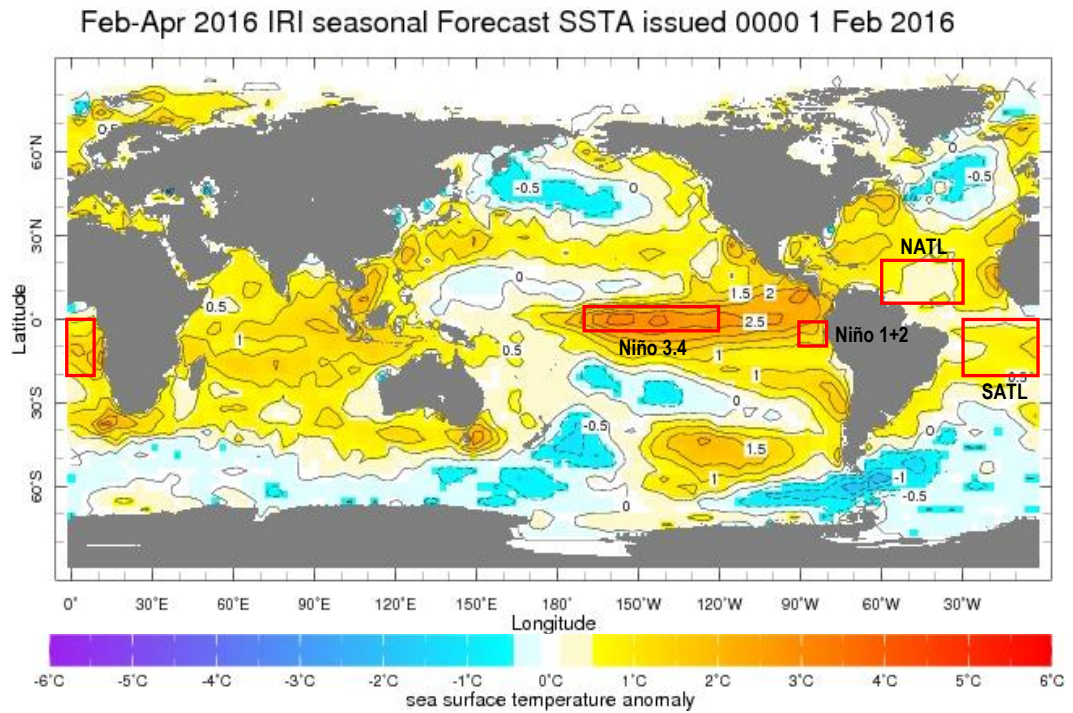 Feb-Apr 2016 IRI seasonal Forecast SSTA issued 0000 1 Feb 2016
60°N
30°N
0°
30°S
60°S
Latitude
0.5
0
-0.5
0
-0.5
NATL
0
0.5
1.5
2
2.5
1
0.5
Niño 3.4
Niño 1+2
1
1
0
0.5
SATL
-0.5
0
1.5
1
-1
-0.5
0
0°
30°E
60°E
90°E
120°E
150°E
180°
150°W
120°W
90°W
60°W
30°W
Longitude
-6°C
-5°C
-4°C
-3°C
-2°C
-1°C
0°C
1°C
2°C
3°C
4°C
5°C
6°C
sea surface temperature anomaly